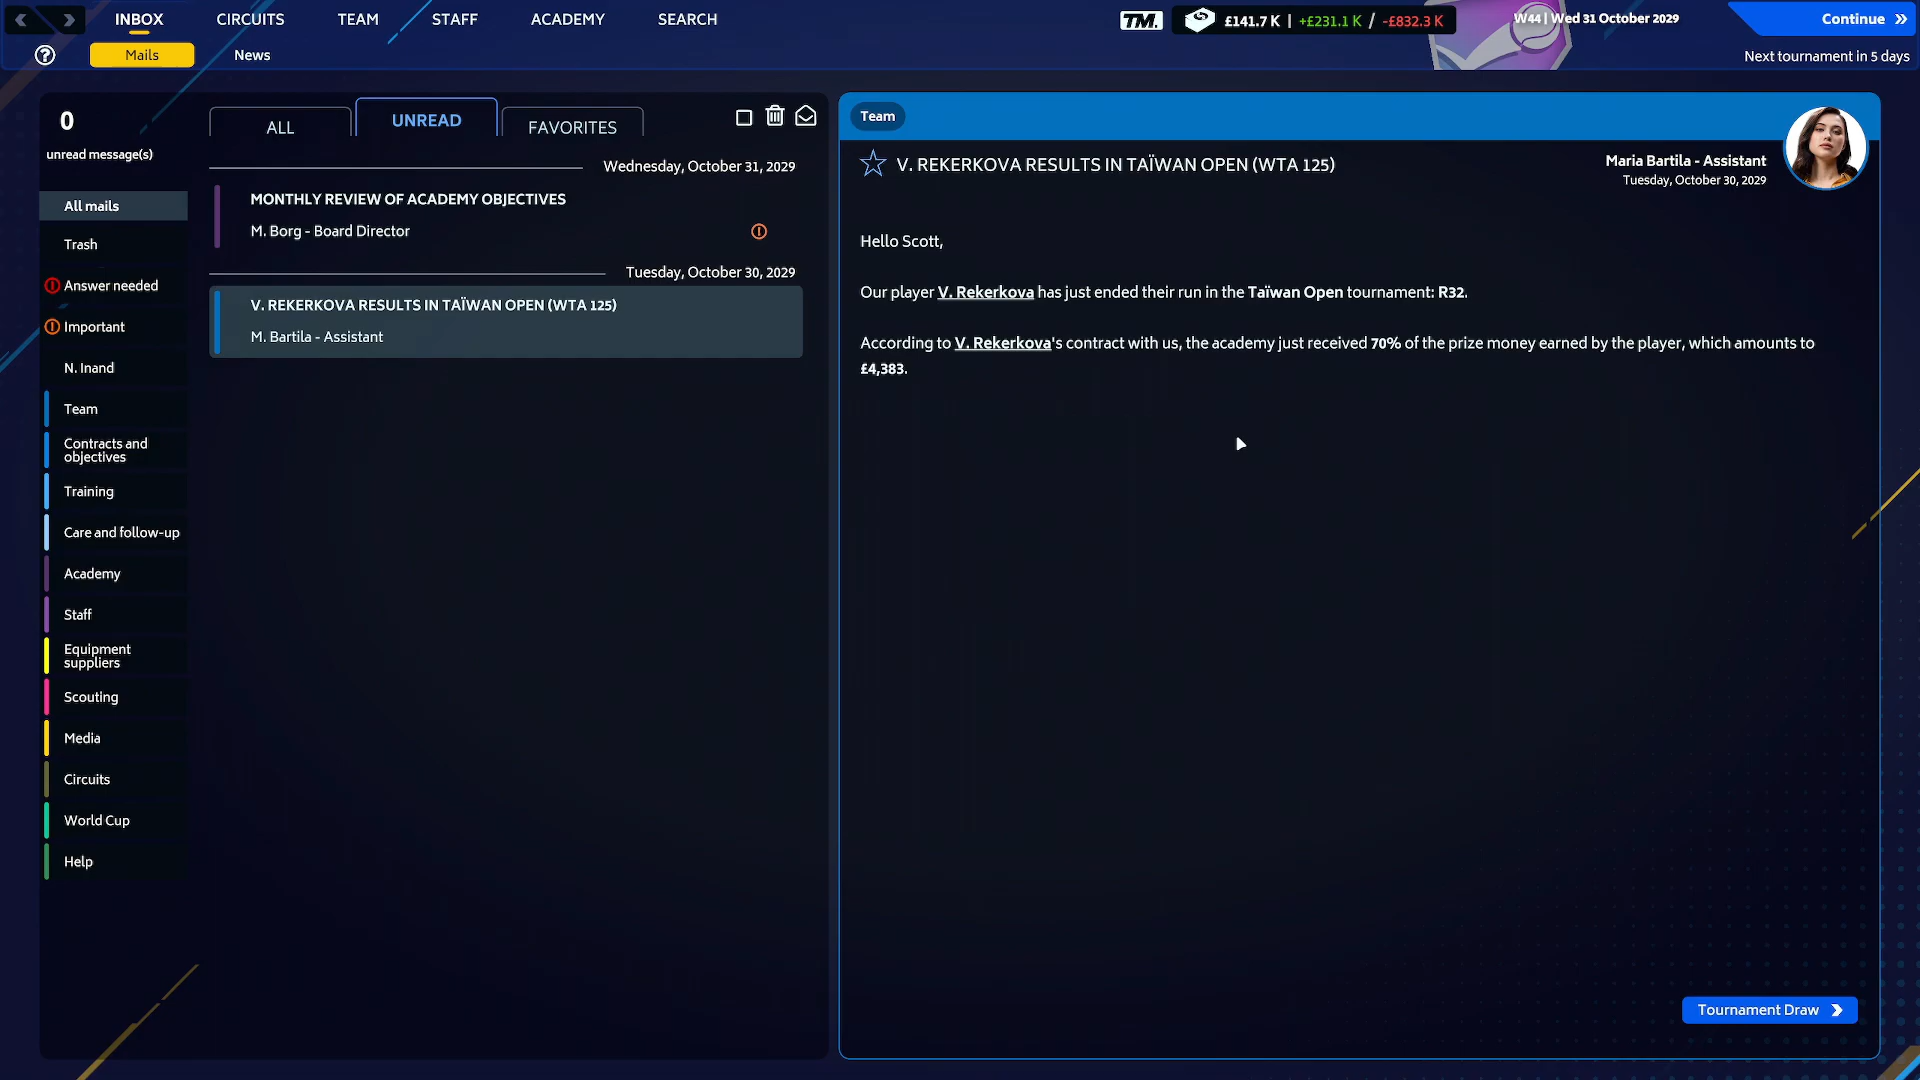 INBOX
CIRCUITS
TEAM
STAFF
ACADEMY
SEARCH
TM.
£141.7 K | +£231.1 K / -£832.3 K
W44 | Wed 31 October 2029
Continue
Mails
News
Next tournament in 5 days
0
unread message(s)
All mails
Trash
Answer needed
Important
N. Inand
Team
Contracts and
objectives
Training
Care and follow-up
Academy
Staff
Equipment
suppliers
Scouting
Media
Circuits
World Cup
Help
ALL
UNREAD
FAVORITES
Wednesday, October 31, 2029
MONTHLY REVIEW OF ACADEMY OBJECTIVES
M. Borg - Board Director
Tuesday, October 30, 2029
V. REKERKOVA RESULTS IN TAÏWAN OPEN (WTA 125)
M. Bartila - Assistant
Team
V. REKERKOVA RESULTS IN TAÏWAN OPEN (WTA 125)
Maria Bartila - Assistant
Tuesday, October 30, 2029
Hello Scott,
Our player V. Rekerkova has just ended their run in the Taïwan Open tournament: R32.
According to V. Rekerkova's contract with us, the academy just received 70% of the prize money earned by the player, which amounts to
£4,383.
Tournament Draw